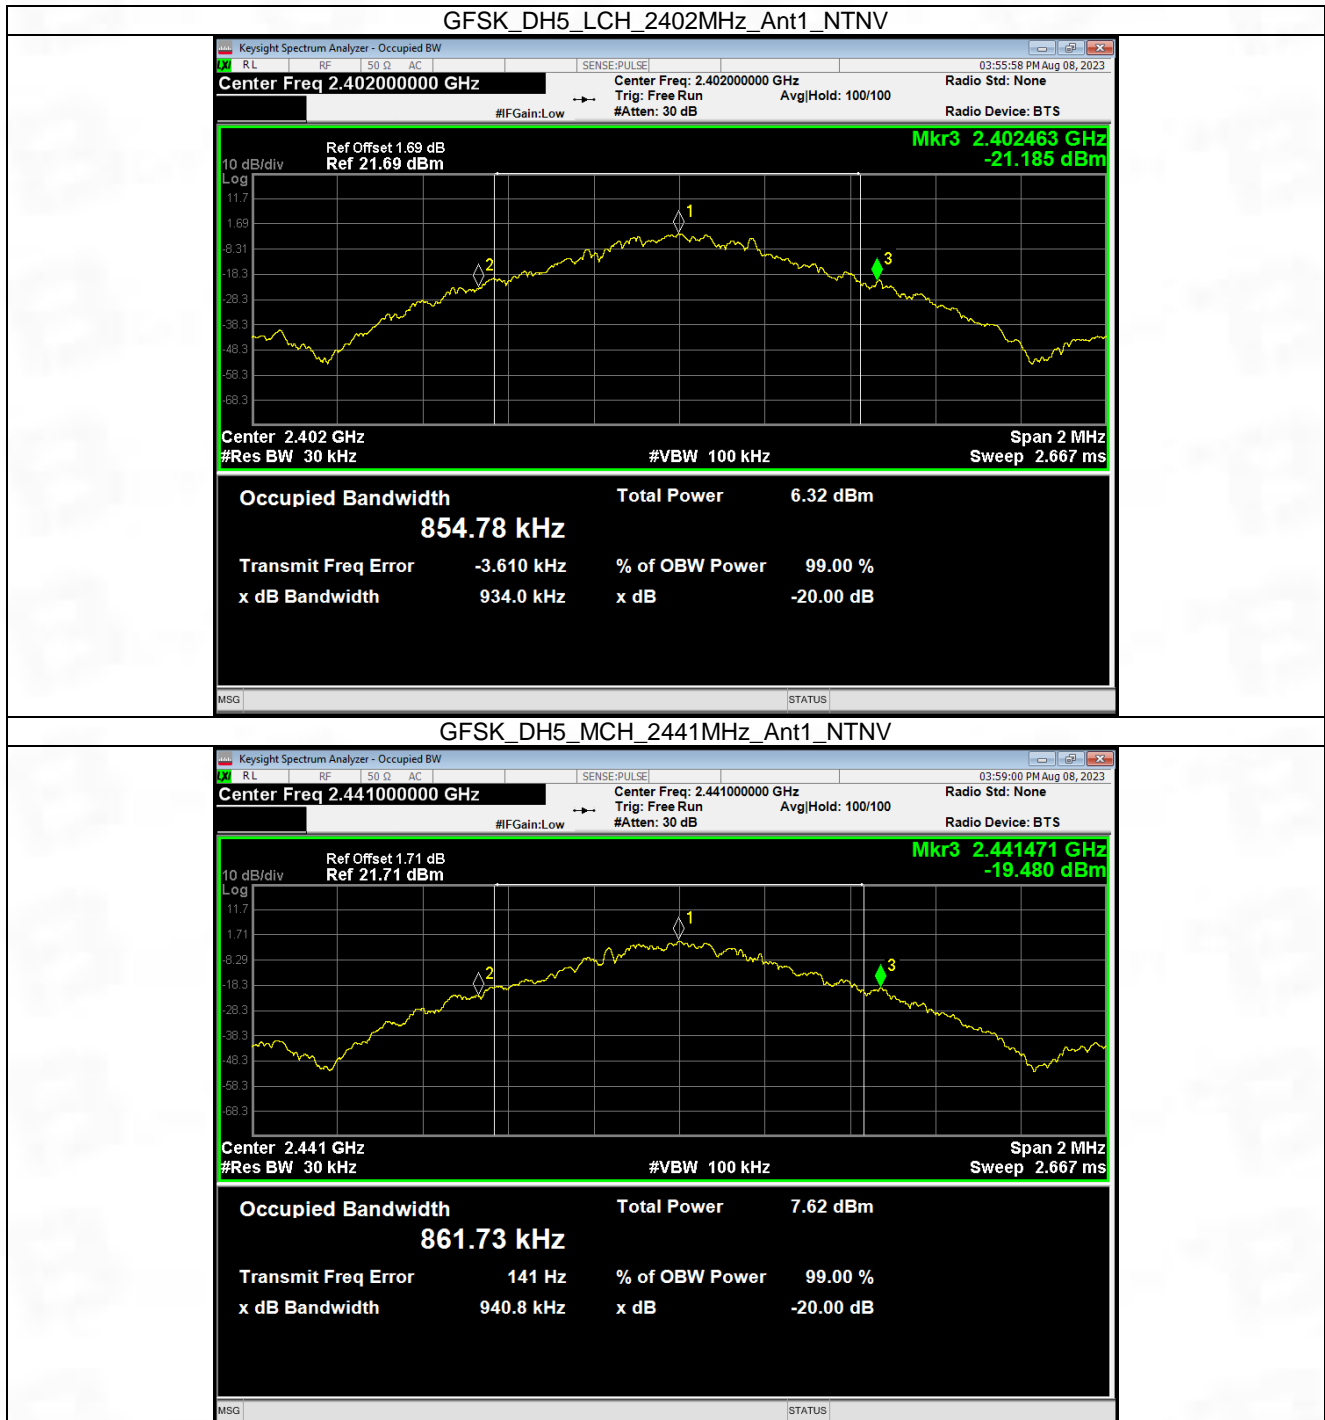 GFSK_DH5_LCH_2402MHz_Ant1_NTNV
Keysight Spectrum Analyzer - Occupied BW
LXI RL RF 50 Ω AC SENSE:PULSE 03:55:58 PM Aug 08, 2023
Center Freq 2.402000000 GHz Center Freq: 2.402000000 GHz Radio Std: None
Trig: Free Run Avg|Hold: 100/100
#IFGain:Low #Atten: 30 dB Radio Device: BTS
Mkr3 2.402463 GHz
-21.185 dBm
Ref Offset 1.69 dB
10 dB/div Ref 21.69 dBm
Log
11.7
1.69
-8.31
-18.3
-28.3
-38.3
-48.3
-58.3
-68.3
1
2
3
Center 2.402 GHz Span 2 MHz
#Res BW 30 kHz #VBW 100 kHz Sweep 2.667 ms
Occupied Bandwidth Total Power 6.32 dBm
854.78 kHz
Transmit Freq Error -3.610 kHz % of OBW Power 99.00 %
x dB Bandwidth 934.0 kHz x dB -20.00 dB
MSG STATUS
GFSK_DH5_MCH_2441MHz_Ant1_NTNV
Keysight Spectrum Analyzer - Occupied BW
LXI RL RF 50 Ω AC SENSE:PULSE 03:59:00 PM Aug 08, 2023
Center Freq 2.441000000 GHz Center Freq: 2.441000000 GHz Radio Std: None
Trig: Free Run Avg|Hold: 100/100
#IFGain:Low #Atten: 30 dB Radio Device: BTS
Mkr3 2.441471 GHz
-19.480 dBm
Ref Offset 1.71 dB
10 dB/div Ref 21.71 dBm
Log
11.7
1.71
-8.29
-18.3
-28.3
-38.3
-48.3
-58.3
-68.3
1
2
3
Center 2.441 GHz Span 2 MHz
#Res BW 30 kHz #VBW 100 kHz Sweep 2.667 ms
Occupied Bandwidth Total Power 7.62 dBm
861.73 kHz
Transmit Freq Error 141 Hz % of OBW Power 99.00 %
x dB Bandwidth 940.8 kHz x dB -20.00 dB
MSG STATUS